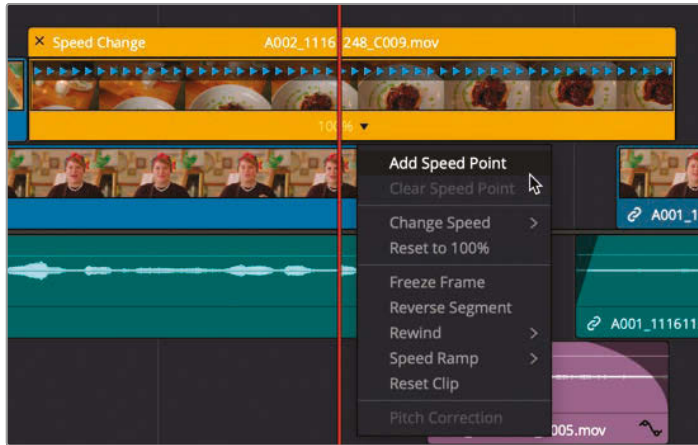 Speed Change A002_1116 248_C009.mov
100%
Add Speed Point
Clear Speed Point
Change Speed
Reset to 100%
A001_1
Freeze Frame
Reverse Segment
Rewind
A001_111611
Speed Ramp
Reset Clip
Pitch Correction
005.mov